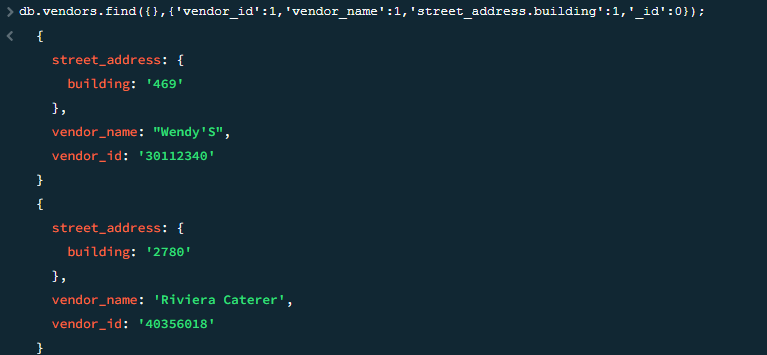 > db.vendors.find({},{'vendor_id':1,'vendor_name':1,'street_address.building':1,'_id':0});
< {
street_address: {
building: '469'
},
vendor_name: "Wendy'S",
vendor_id: '30112340'
}
{
street_address: {
building: '2780'
},
vendor_name: 'Riviera Caterer',
vendor_id: '40356018'
}